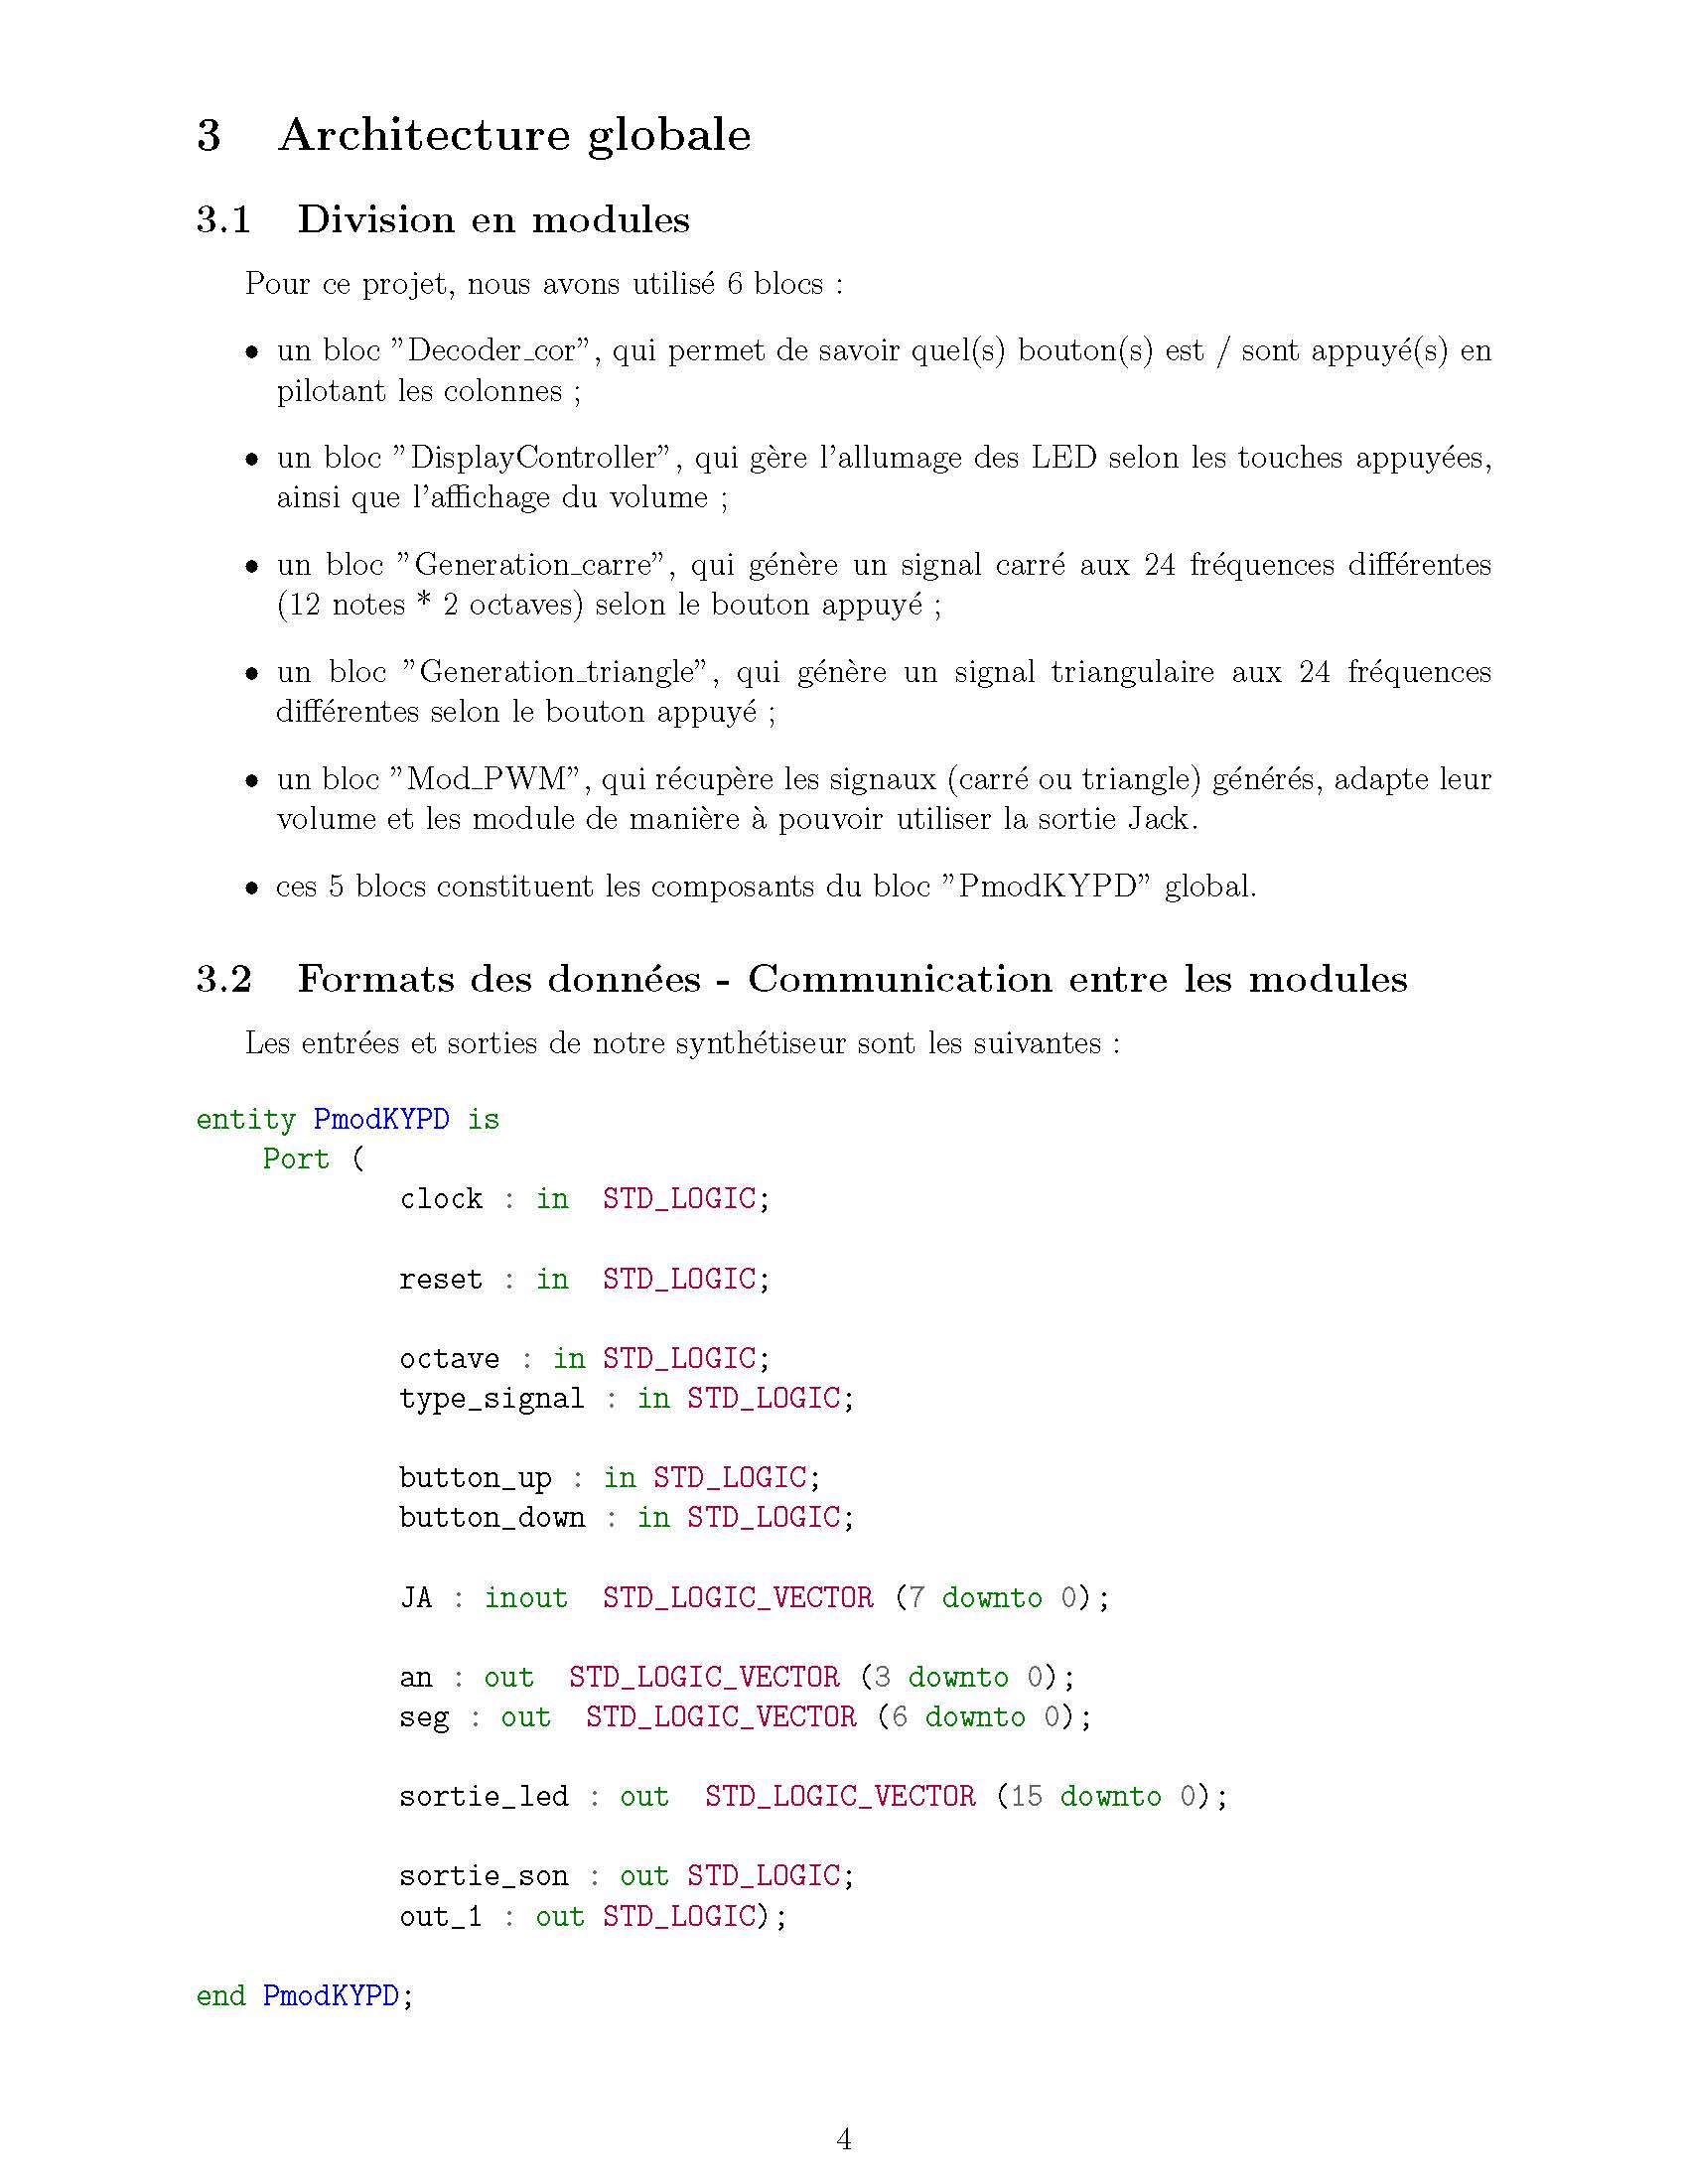 3 Architecture globale
3.1 Division en modules
Pour ce projet, nous avons utilisé 6 blocs :
• un bloc ”Decoder_cor”, qui permet de savoir quel(s) bouton(s) est / sont appuyé(s) en
pilotant les colonnes ;
• un bloc ”DisplayController”, qui gère l'allumage des LED selon les touches appuyées,
ainsi que l'affichage du volume ;
• un bloc ”Generation_carre”, qui génère un signal carré aux 24 fréquences différentes
(12 notes * 2 octaves) selon le bouton appuyé ;
• un bloc ”Generation_triangle”, qui génère un signal triangulaire aux 24 fréquences
différentes selon le bouton appuyé ;
• un bloc ”Mod_PWM”, qui récupère les signaux (carré ou triangle) générés, adapte leur
volume et les module de manière à pouvoir utiliser la sortie Jack.
• ces 5 blocs constituent les composants du bloc ”PmodKYPD” global.
3.2 Formats des données - Communication entre les modules
Les entrées et sorties de notre synthétiseur sont les suivantes :
entity PmodKYPD is
Port (
clock : in STD_LOGIC;
reset : in STD_LOGIC;
octave : in STD_LOGIC;
type_signal : in STD_LOGIC;
button_up : in STD_LOGIC;
button_down : in STD_LOGIC;
JA : inout STD_LOGIC_VECTOR (7 downto 0);
an : out STD_LOGIC_VECTOR (3 downto 0);
seg : out STD_LOGIC_VECTOR (6 downto 0);
sortie_led : out STD_LOGIC_VECTOR (15 downto 0);
sortie_son : out STD_LOGIC;
out_1 : out STD_LOGIC);
end PmodKYPD;
4